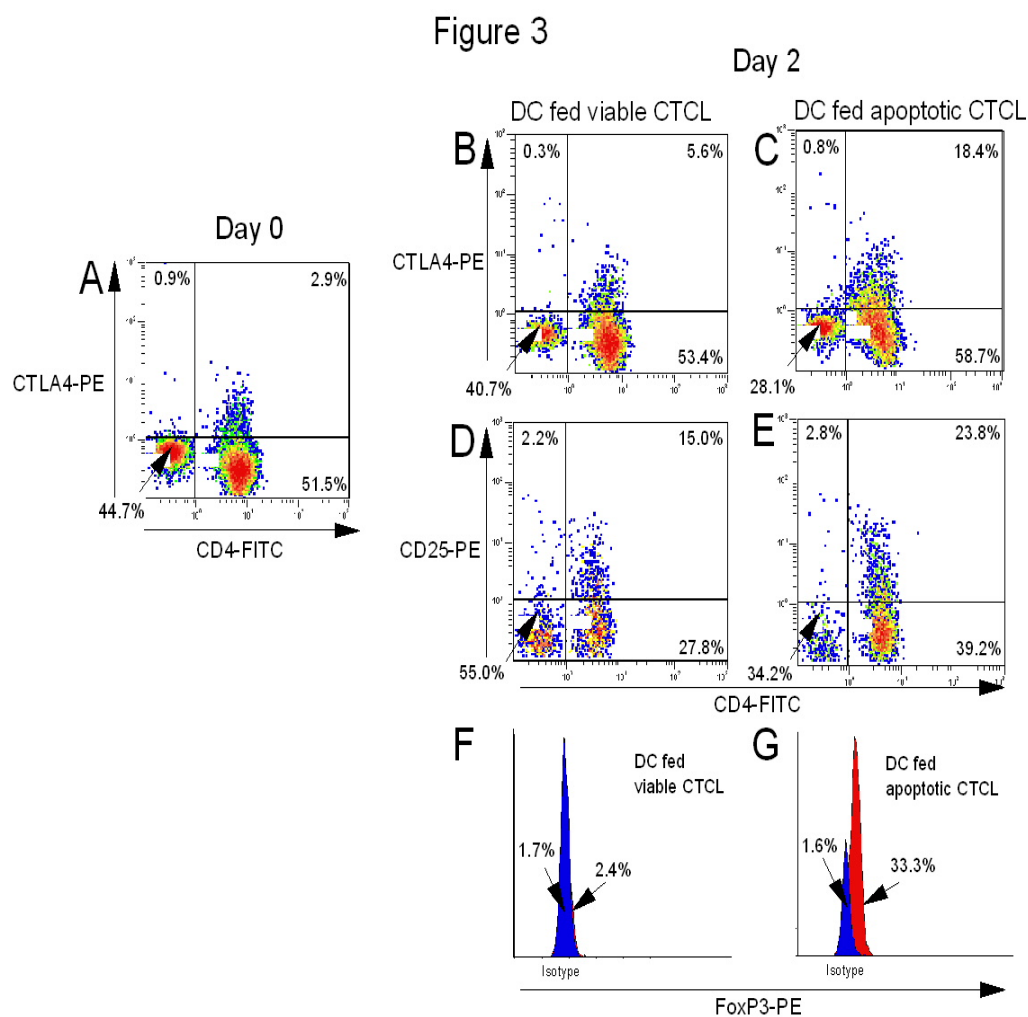 Figure 3
Day 2
DC fed viable CTCL
DC fed apoptotic CTCL
Day 0
A
0.9%
2.9%
CTLA4-PE
51.5%
44.7%
CD4-FITC
B
0.3%
5.6%
CTLA4-PE
53.4%
40.7%
C
0.8%
18.4%
58.7%
28.1%
D
2.2%
15.0%
CD25-PE
27.8%
55.0%
E
2.8%
23.8%
39.2%
34.2%
CD4-FITC
F
DC fed
viable CTCL
1.7%
2.4%
Isotype
G
DC fed
apoptotic CTCL
1.6%
33.3%
Isotype
FoxP3-PE